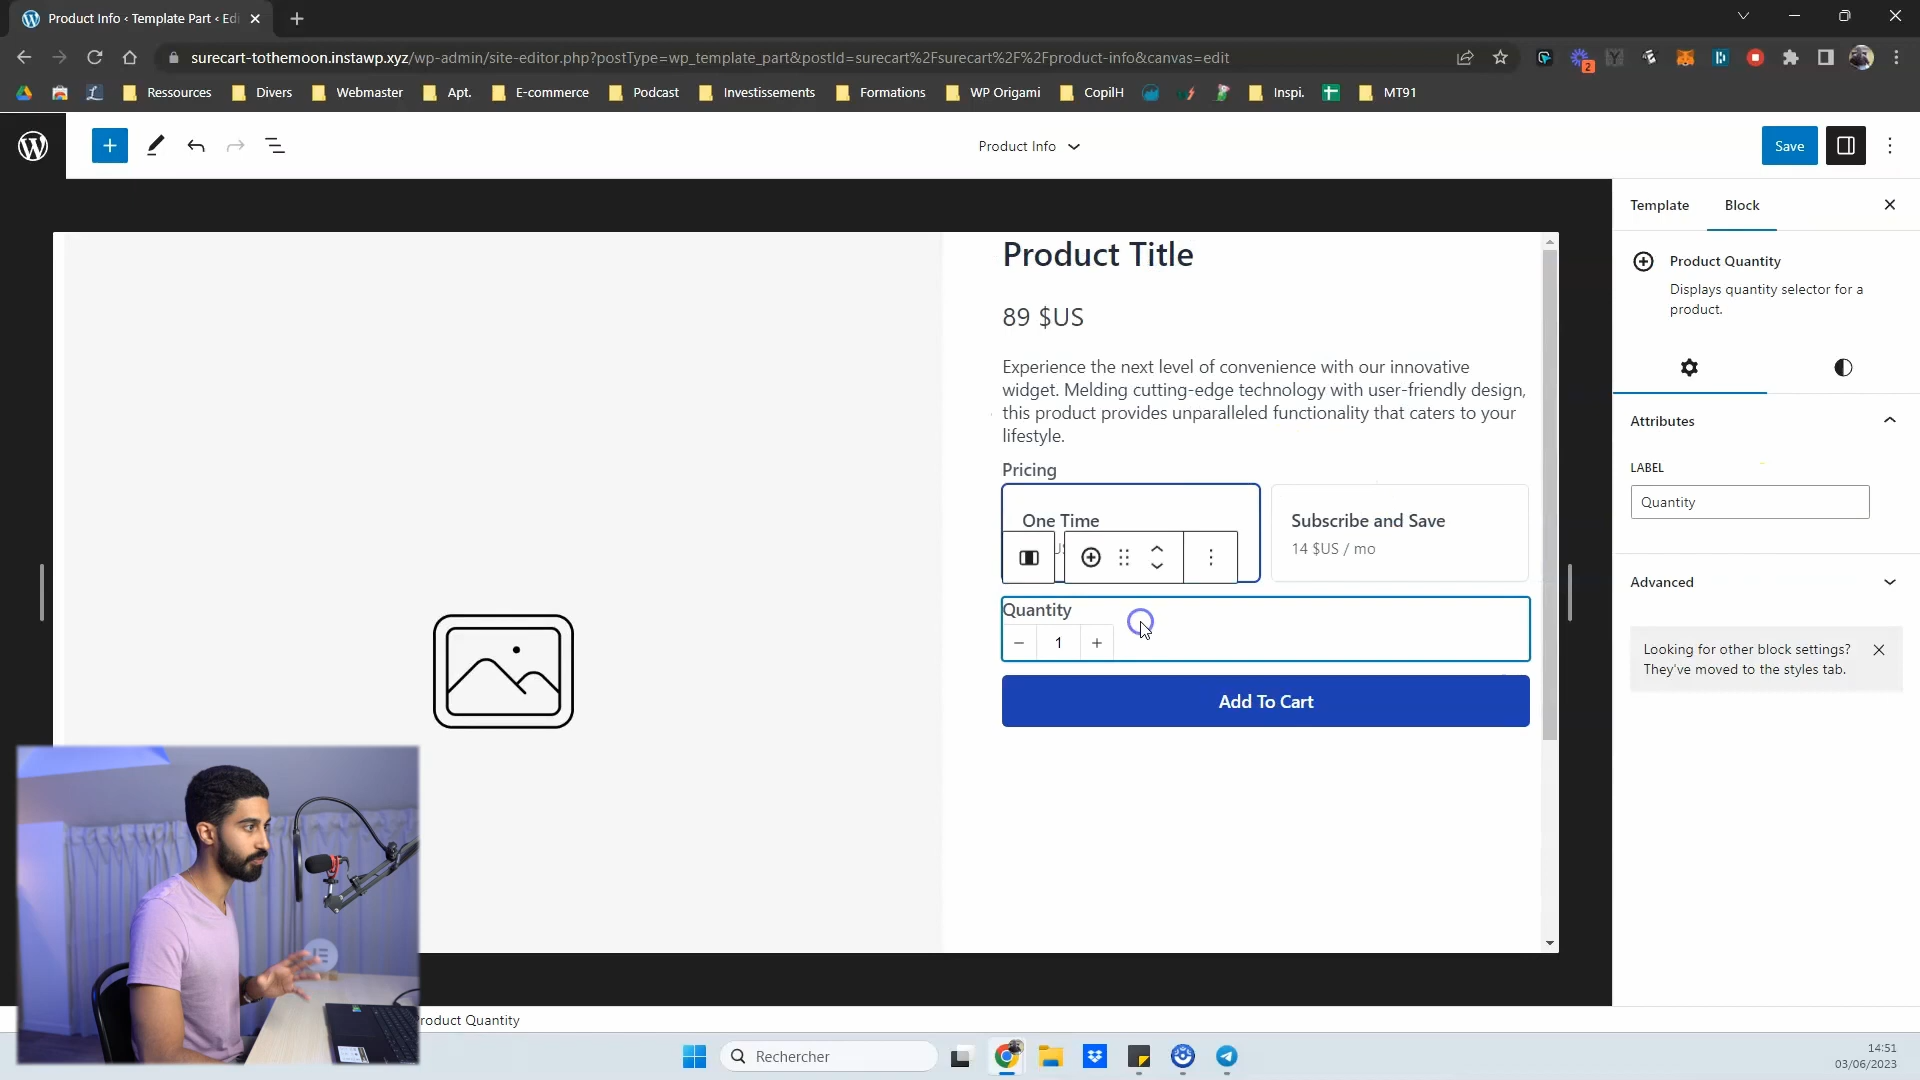 Product Info ‹ Template Part ‹ Edi
surecart-tothemoon.instawp.xyz/wp-admin/site-editor.php?postType=wp_template_part&postId=surecart%2Fsurecart%2F%2Fproduct-info&canvas=edit
2
Ressources
Divers
Webmaster
Apt.
E-commerce
Podcast
Investissements
Formations
WP Origami
CopilH
Inspi.
MT91
Product Info
Save
Template
Block
Product Title
89 $US
Experience the next level of convenience with our innovative
widget. Melding cutting-edge technology with user-friendly design,
this product provides unparalleled functionality that caters to your
lifestyle.
Pricing
One Time
Subscribe and Save
14 $US / mo
Quantity
− 1 +
Add To Cart
Product Quantity
Displays quantity selector for a
product.
Attributes
LABEL
Quantity
Advanced
Looking for other block settings?
They've moved to the styles tab.
roduct Quantity
Rechercher
14:51
03/06/2023